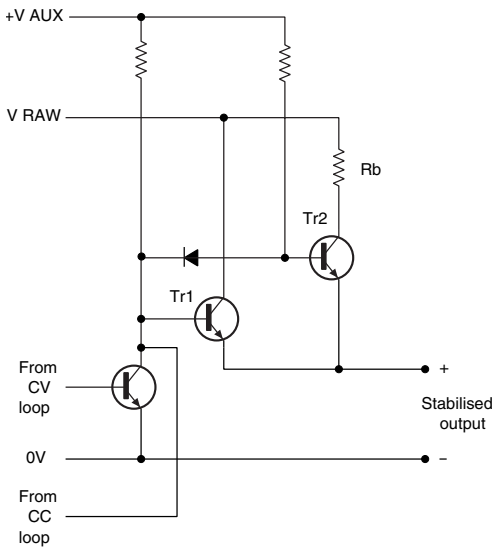 +V AUX
V RAW
Rb
Tr2
Tr1
From
CV
loop
+
Stabilised
output
0V
−
From
CC
loop